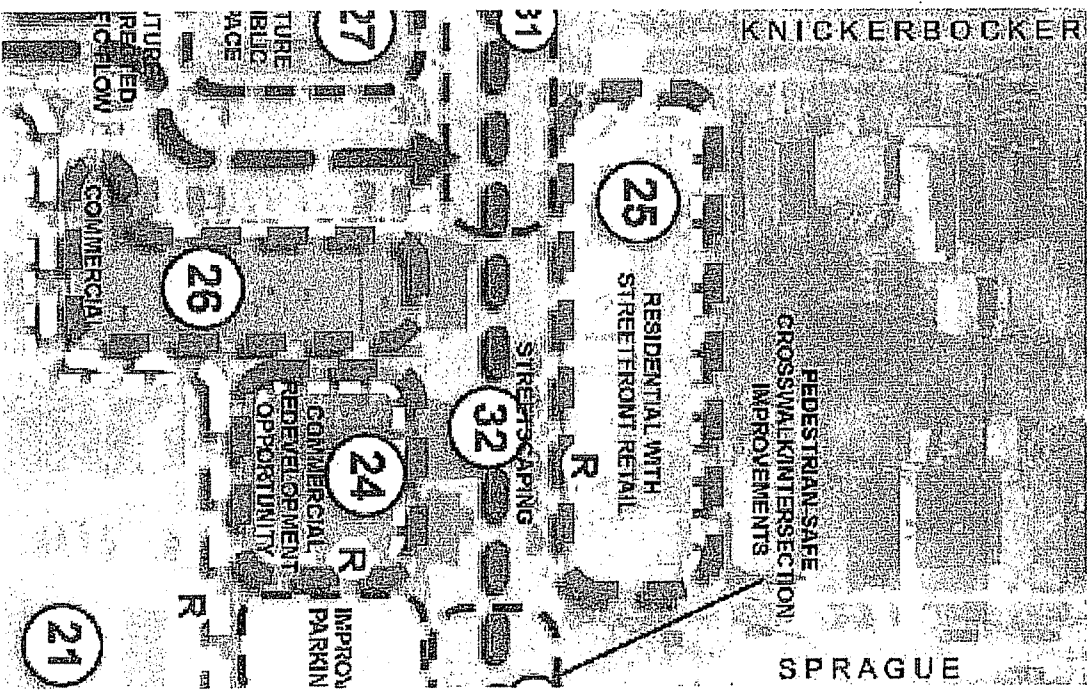 KNICKERBOCKER
31
27
25
RESIDENTIAL WITH
STREETFRONT RETAIL
R
PEDESTRIAN-SAFE
CROSSWALK/INTERSECTION
IMPROVEMENTS
STREETSCAPING
32
26
COMMERCIAL
24
COMMERCIAL
REDEVELOPMENT
OPPORTUNITY
R
R
21
SPRAGUE